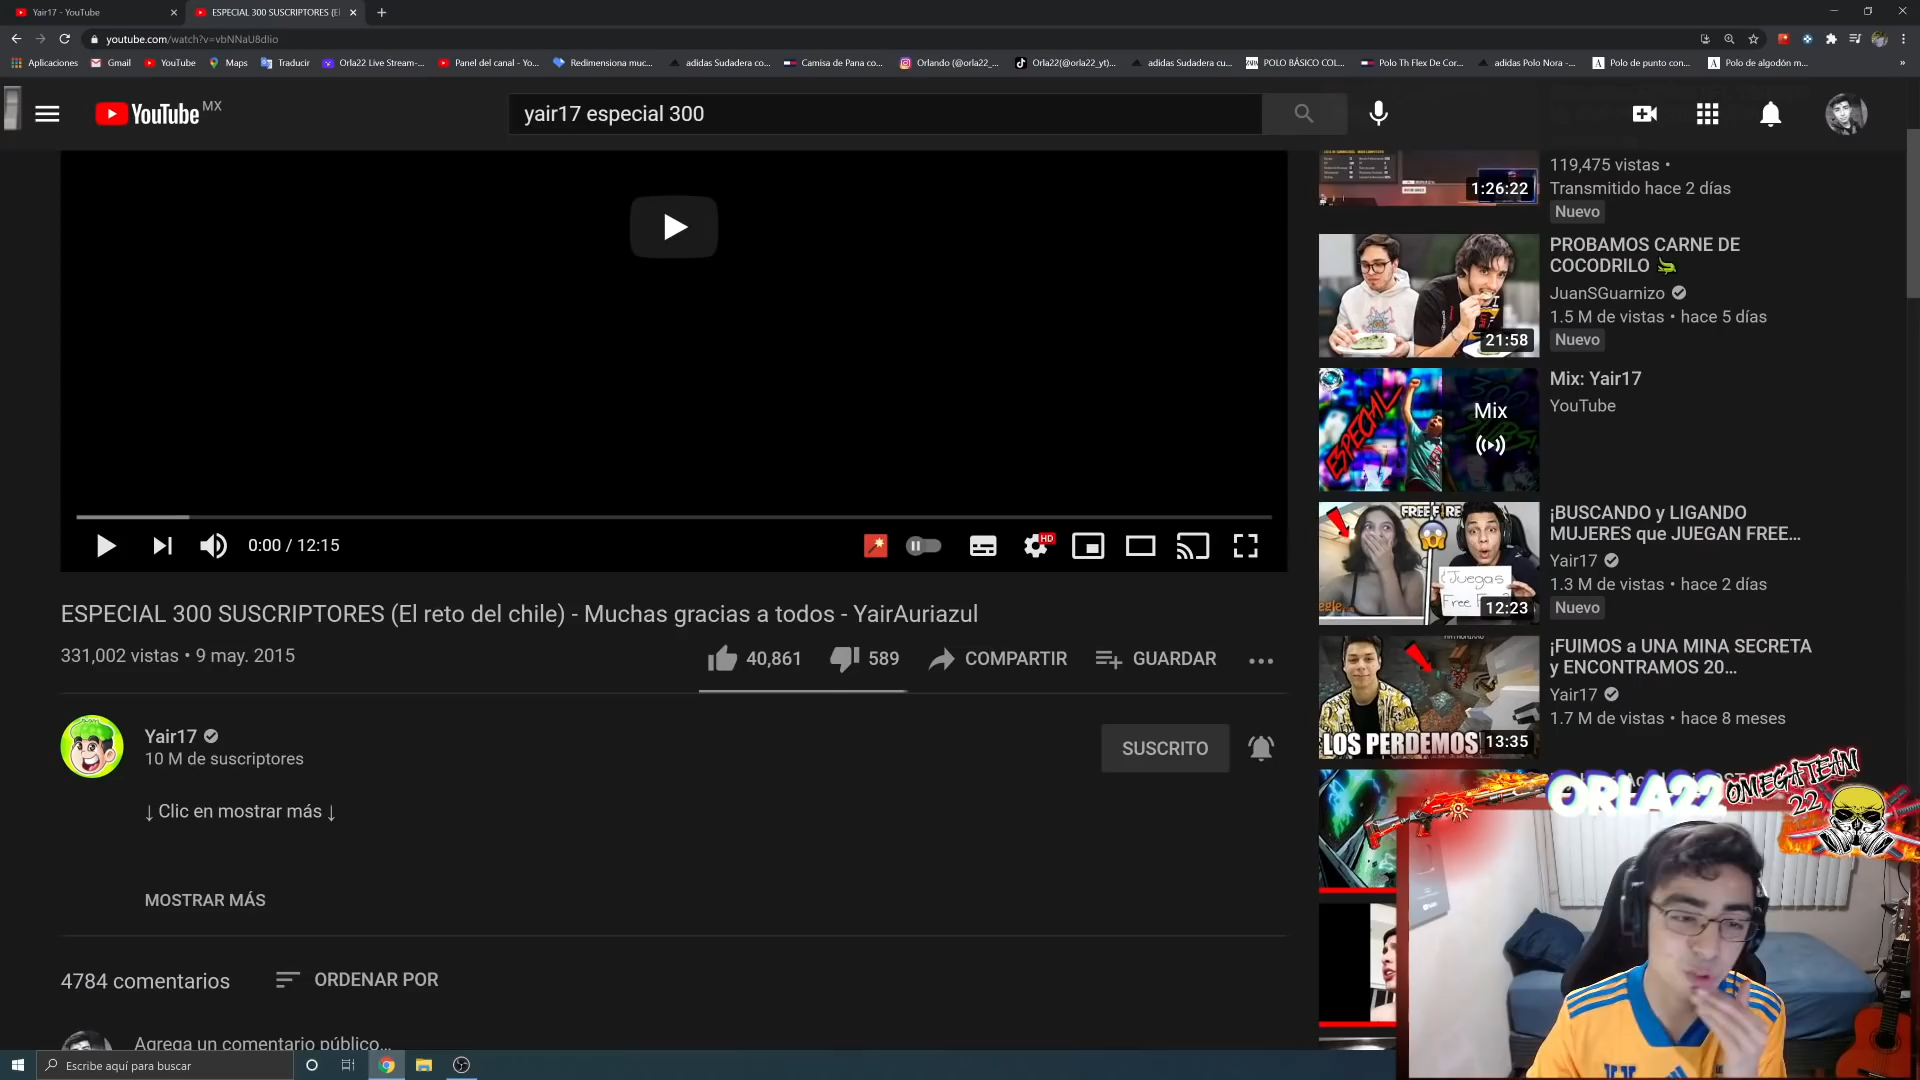 Yair17 - YouTube
ESPECIAL 300 SUSCRIPTORES (El
youtube.com/watch?v=vbNNaU8dlio
Aplicaciones
Gmail
YouTube
Maps
Traducir
Orla22 Live Stream-...
Panel del canal - Yo...
Redimensiona muc...
adidas Sudadera co...
Camisa de Pana co...
Orlando (@orla22_...
Orla22(@orla22_yt)...
adidas Sudadera cu...
POLO BÁSICO COL...
Polo Th Flex De Cor...
adidas Polo Nora -...
Polo de punto con...
Polo de algodón m...
YouTube MX
yair17 especial 300
119,475 vistas •
Transmitido hace 2 días
Nuevo
1:26:22
PROBAMOS CARNE DE
COCODRILO
JuanSGuarnizo
1.5 M de vistas • hace 5 días
Nuevo
21:58
Mix: Yair17
YouTube
ESPECIAL
Mix
¡BUSCANDO y LIGANDO
MUJERES que JUEGAN FREE...
Yair17
1.3 M de vistas • hace 2 días
Nuevo
FREE FIRE
¿Juegas
Free F
12:23
¡FUIMOS a UNA MINA SECRETA
y ENCONTRAMOS 20...
Yair17
1.7 M de vistas • hace 8 meses
LOS PERDEMOS
13:35
0:00 / 12:15
HD
ESPECIAL 300 SUSCRIPTORES (El reto del chile) - Muchas gracias a todos - YairAuriazul
331,002 vistas • 9 may. 2015
40,861
589
COMPARTIR
GUARDAR
Yair17
10 M de suscriptores
SUSCRITO
↓ Clic en mostrar más ↓
MOSTRAR MÁS
4784 comentarios
ORDENAR POR
Agrega un comentario público...
ORLA22
OMEGATEAM
22
Escribe aquí para buscar